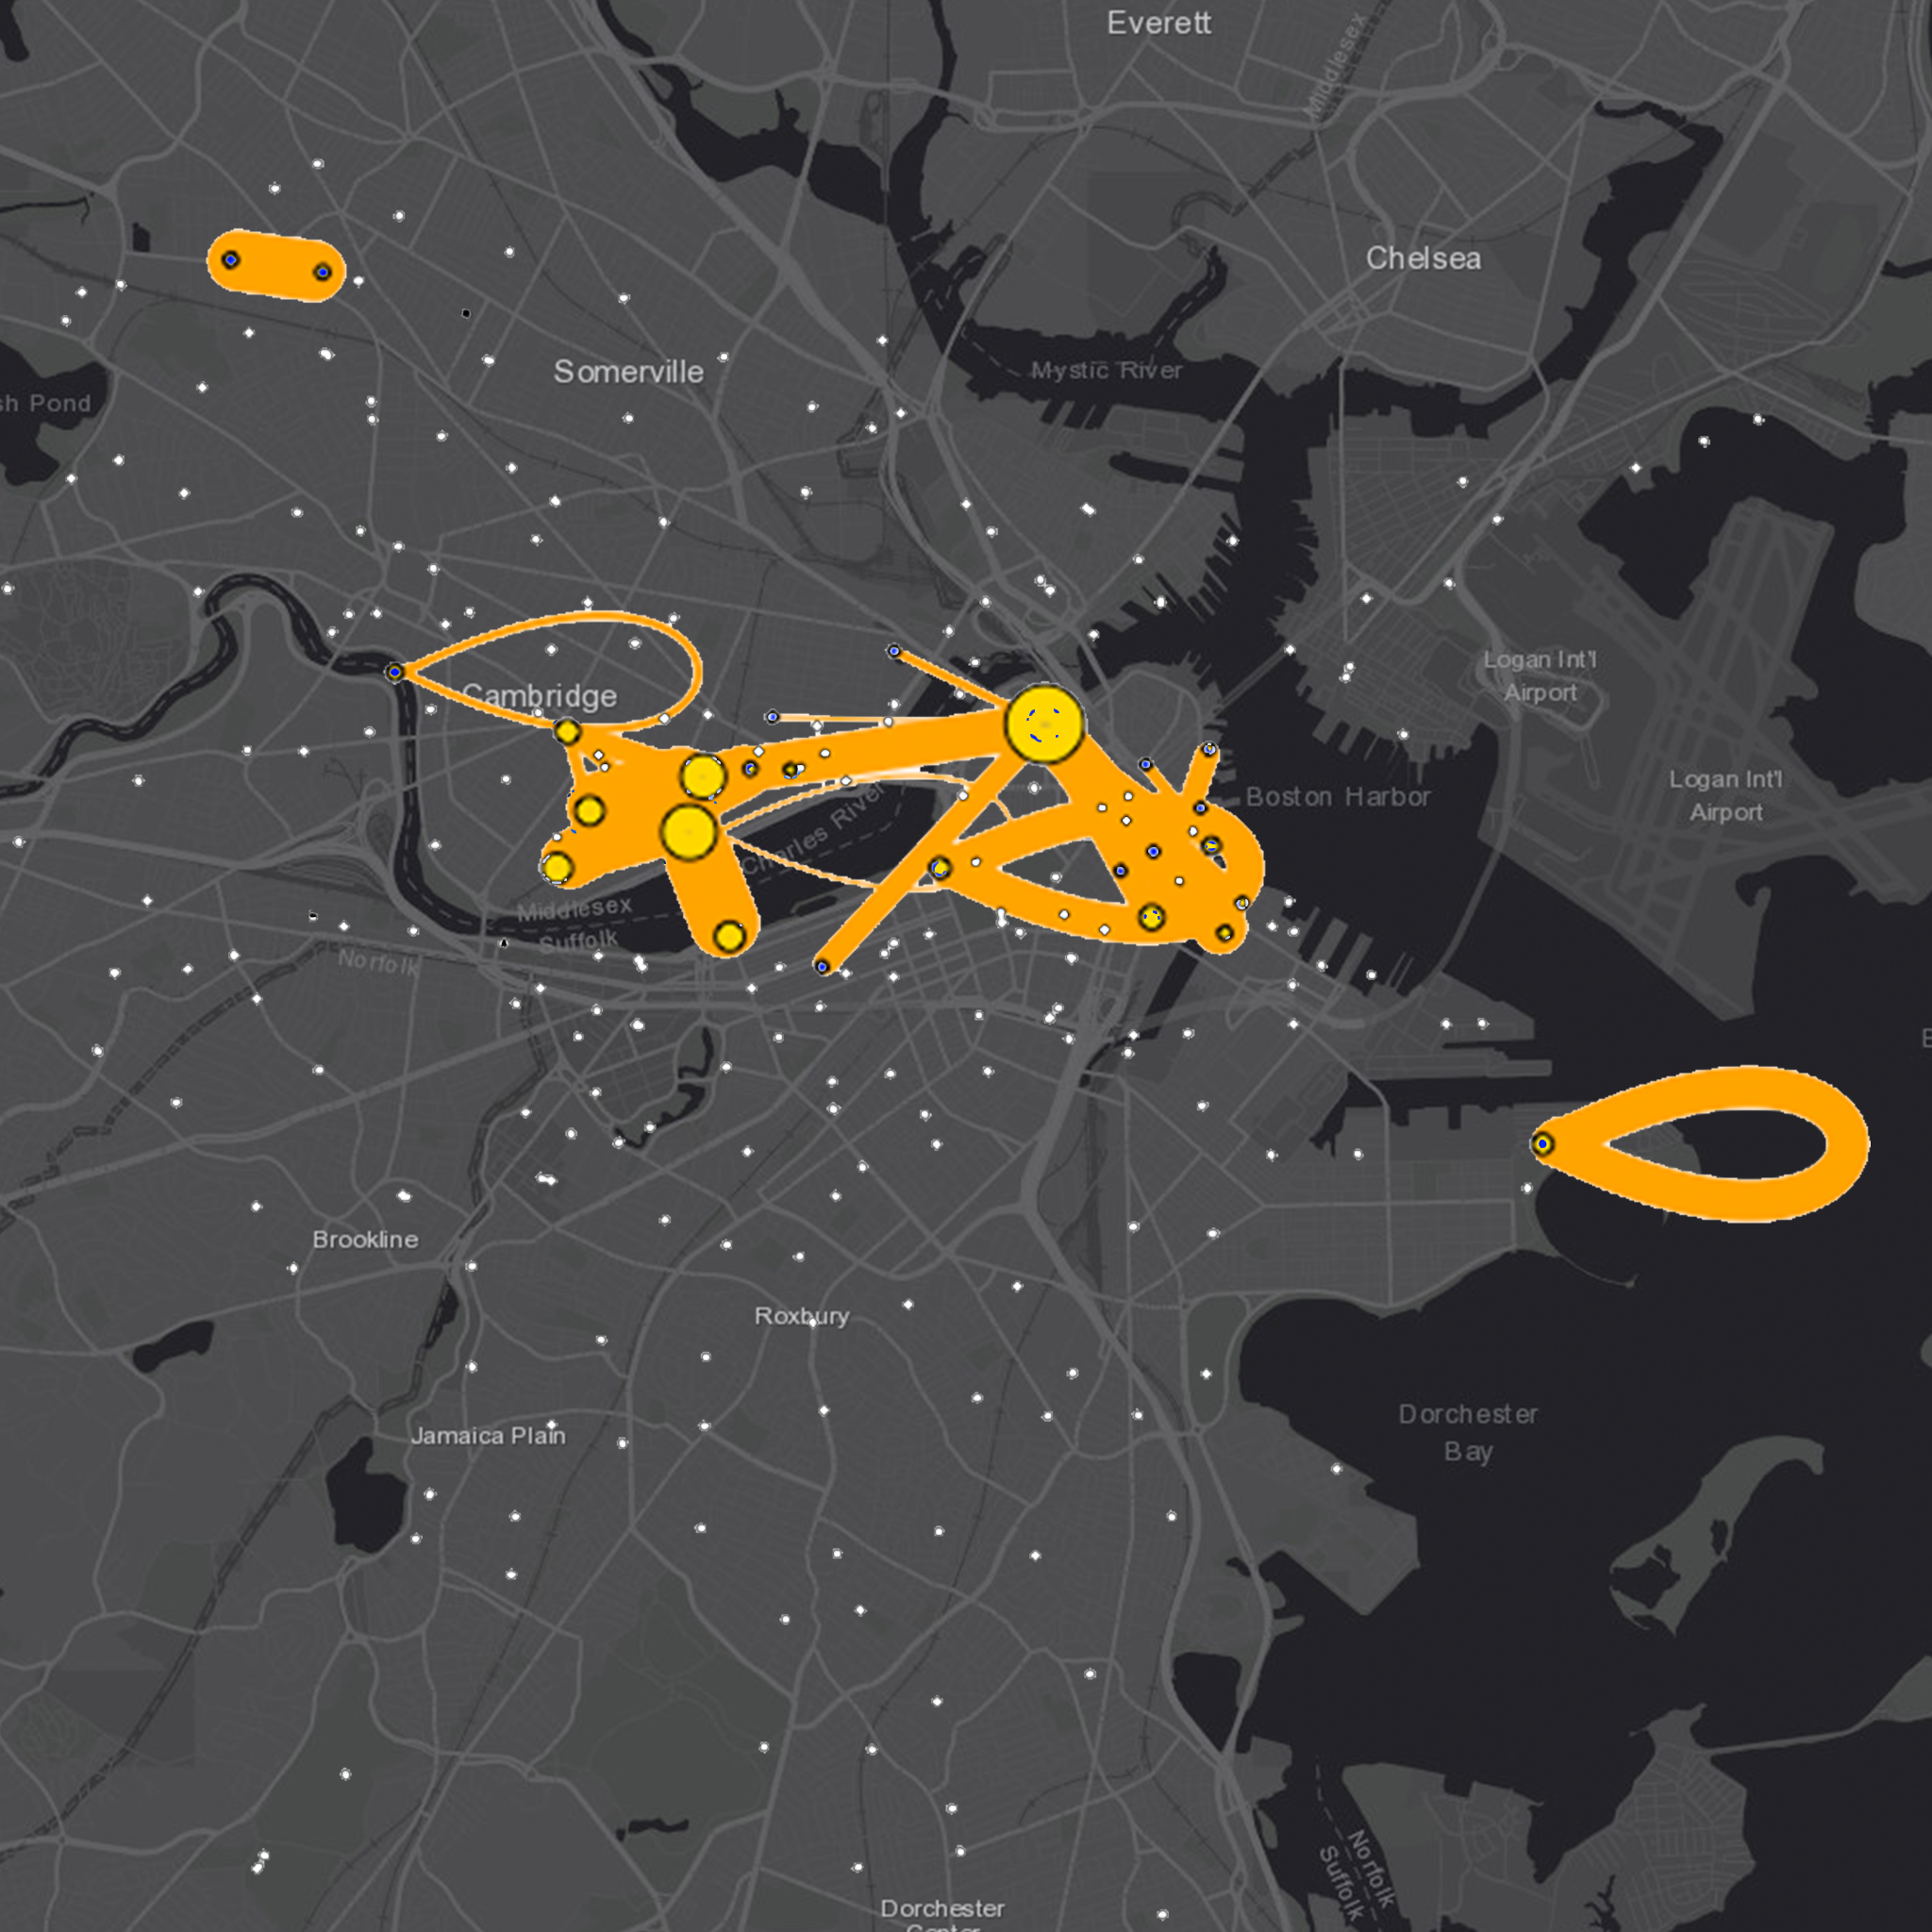 Everett
Middlesex
Chelsea
Somerville
Mystic River
sh Pond
Logan Int'l
Airport
Cambridge
Logan Int'l
Airport
Boston Harbor
Charles River
Middlesex
Suffolk
Norfolk
Brookline
Roxbury
Dorchester
Bay
Jamaica Plain
Norfolk
Suffolk
Dorchester